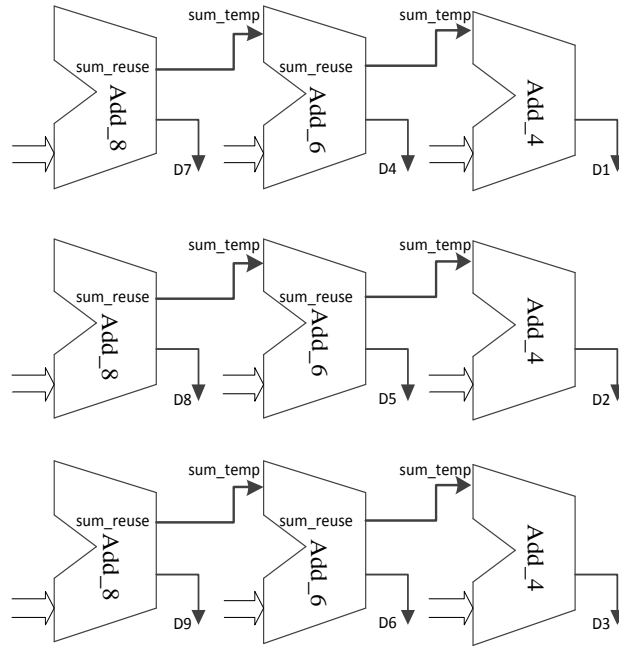 sum_temp
sum_temp
sum_reuse
sum_reuse
Add_8
Add_6
Add_4
D7
D4
D1
sum_temp
sum_temp
sum_reuse
sum_reuse
Add_8
Add_6
Add_4
D8
D5
D2
sum_temp
sum_temp
sum_reuse
sum_reuse
Add_8
Add_6
Add_4
D9
D6
D3